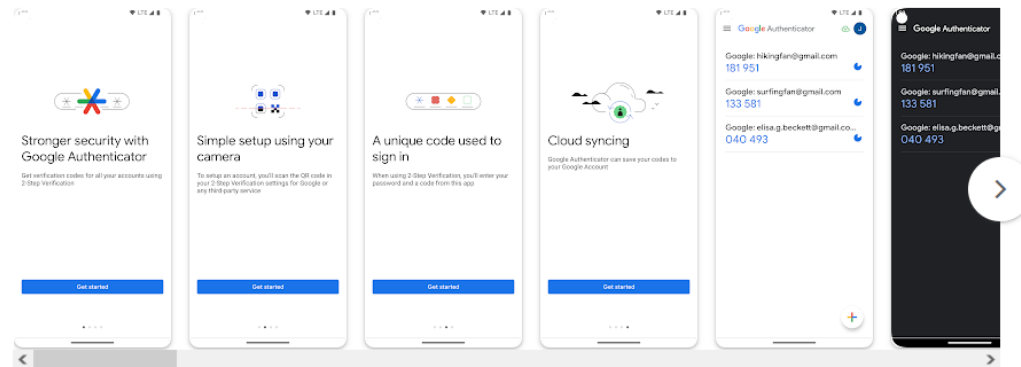 LTE
Stronger security with
Google Authenticator
Get verification codes for all your accounts using
2-Step Verification
Get started
LTE
Simple setup using your
camera
To setup an account, you'll scan the QR code in
your 2-Step Verification settings for Google or
any third-party service
Get started
LTE
A unique code used to
sign in
When using 2-Step Verification, you'll enter your
password and a code from this app
Get started
LTE
Cloud syncing
Google Authenticator can save your codes to
your Google Account
Get started
LTE
Google Authenticator
J
Google: hikingfan@gmail.com
181 951
Google: surfingfan@gmail.com
133 581
Google: elisa.g.beckett@gmail.co...
040 493
+
Google Authenticator
Google: hikingfan@gmail.c
181 951
Google: surfingfan@gmail.
133 581
Google: elisa.g.beckett@g
040 493